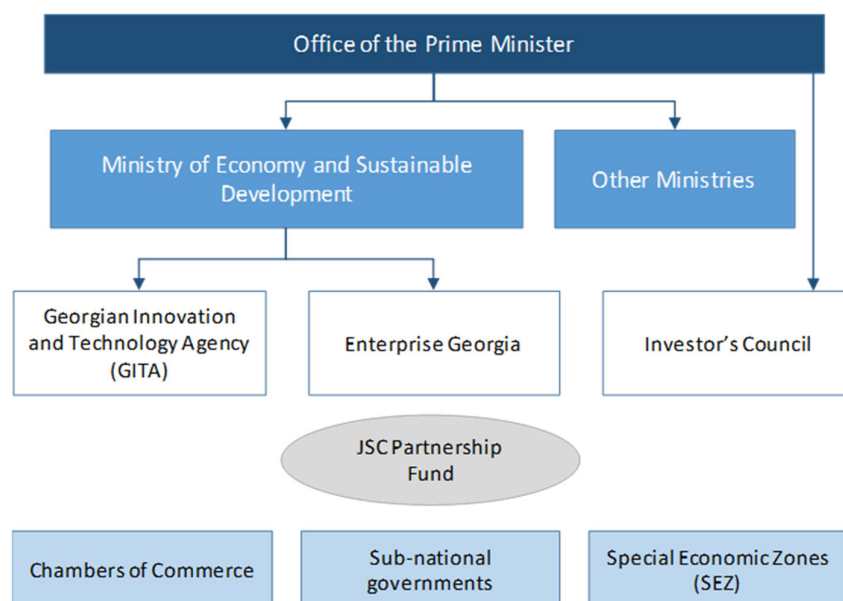 Office of the Prime Minister
Ministry of Economy and Sustainable
Development
Other Ministries
Georgian Innovation
and Technology Agency
(GITA)
Enterprise Georgia
Investor's Council
JSC Partnership
Fund
Chambers of Commerce
Sub-national
governments
Special Economic Zones
(SEZ)